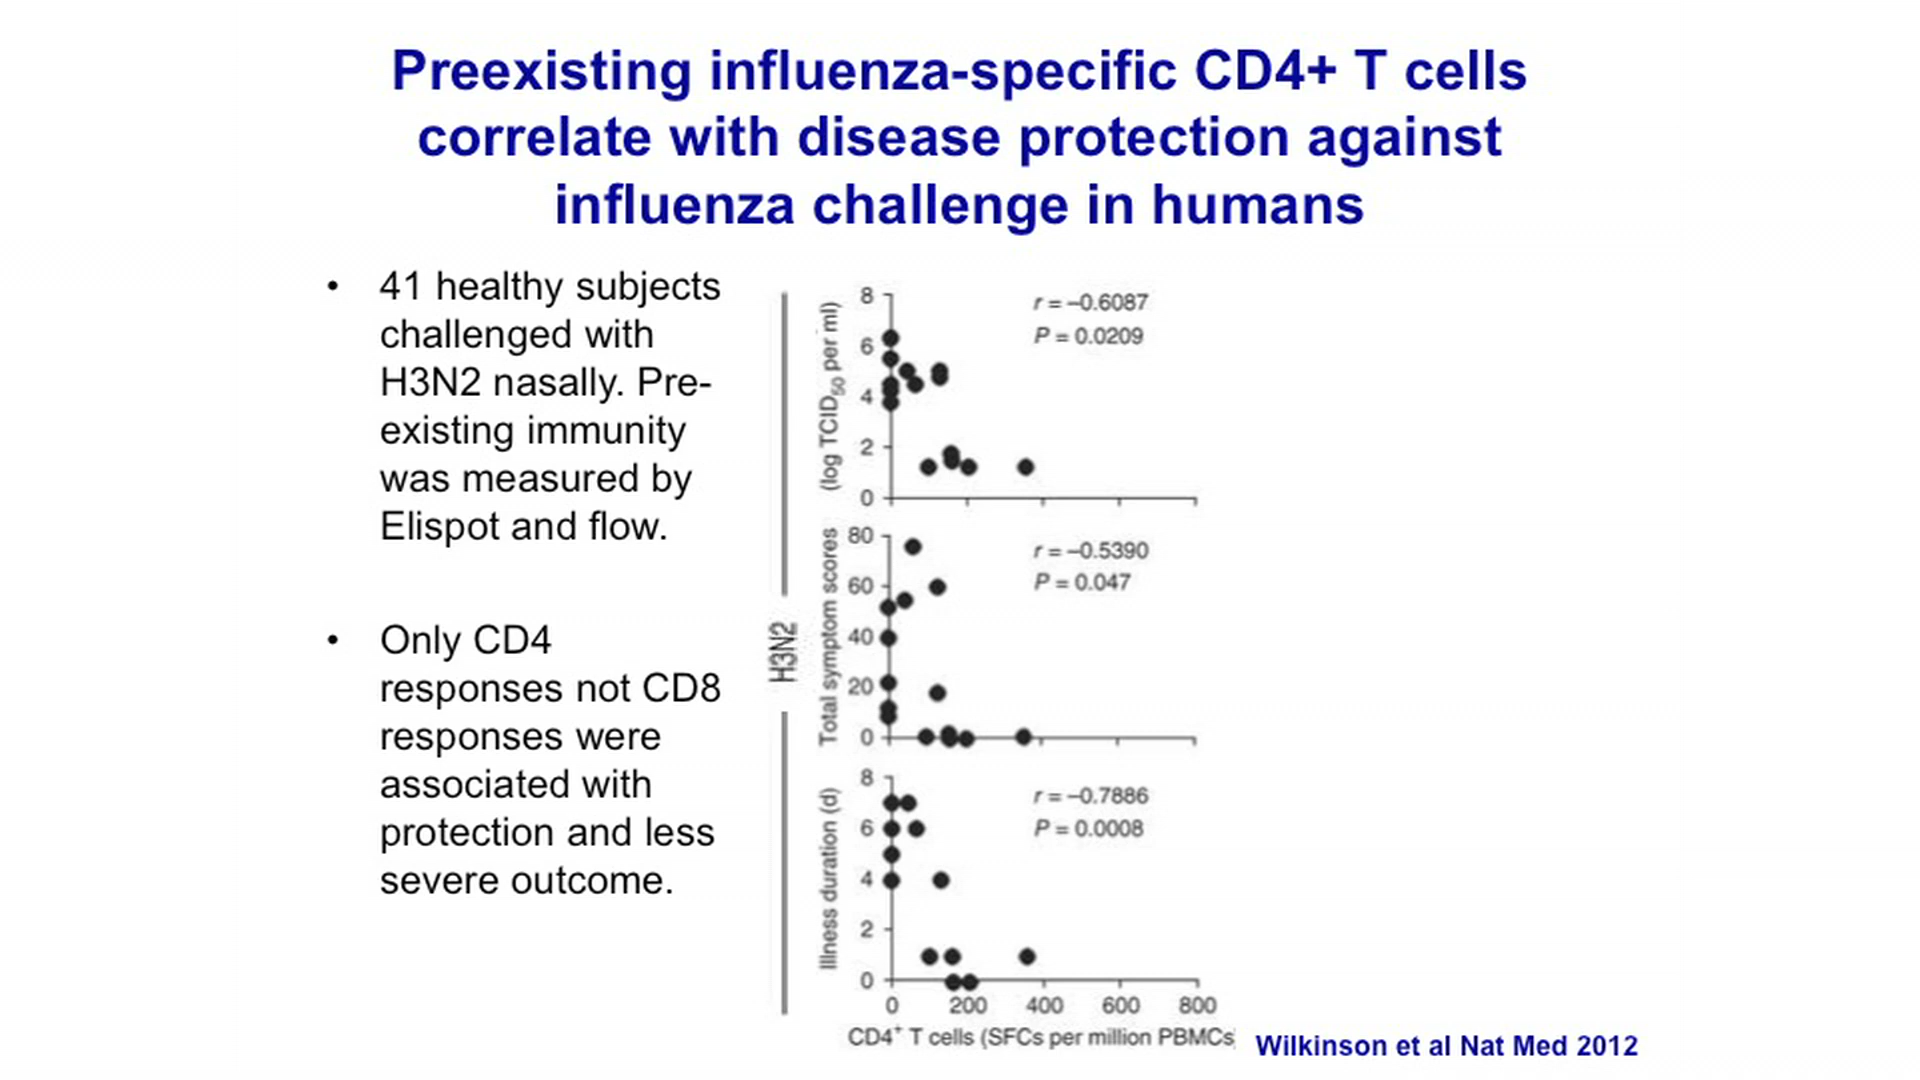 Preexisting influenza-specific CD4+ T cells
correlate with disease protection against
influenza challenge in humans
• 41 healthy subjects
challenged with
H3N2 nasally. Pre-
existing immunity
was measured by
Elispot and flow.
• Only CD4
responses not CD8
responses were
associated with
protection and less
severe outcome.
H3N2
(log TCID50 per ml)
8
6
4
2
0
r = –0.6087
P = 0.0209
Total symptom scores
80
60
40
20
0
r = –0.5390
P = 0.047
Illness duration (d)
8
6
4
2
0
r = –0.7886
P = 0.0008
0 200 400 600 800
CD4+ T cells (SFCs per million PBMCs
Wilkinson et al Nat Med 2012